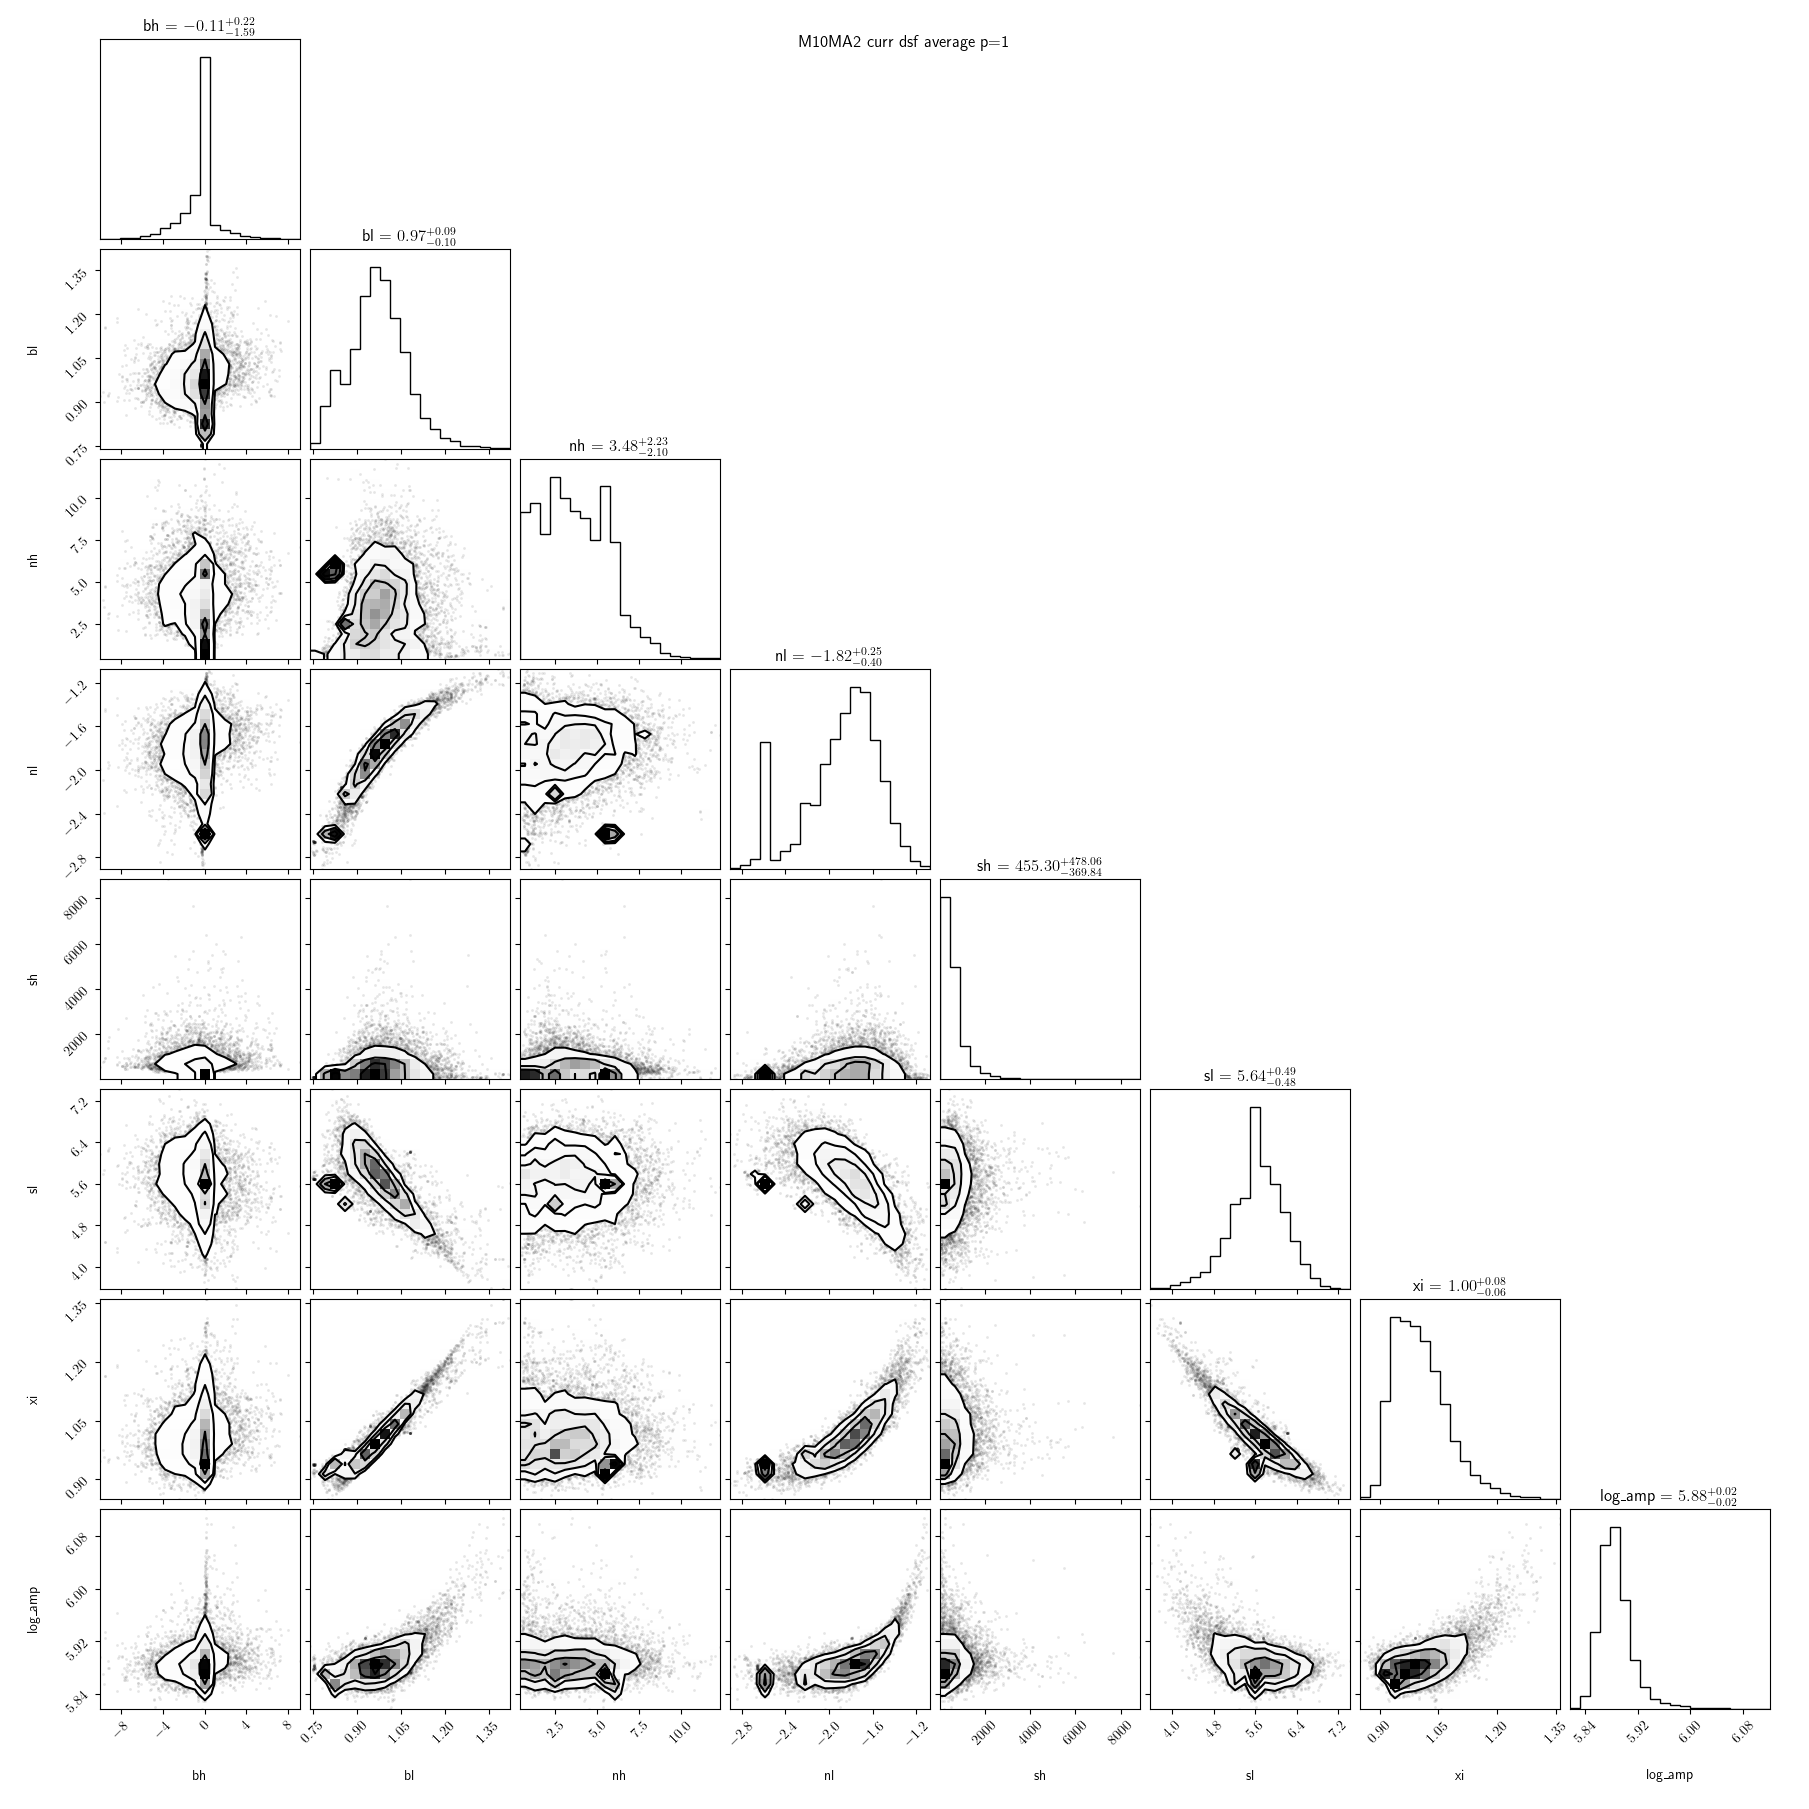 M10MA2 curr dsf average p=1
bh = −0.11+0.22−1.59
bl = 0.97+0.09−0.10
nh = 3.48+2.23−2.10
nl = −1.82+0.25−0.40
sh = 455.30+478.06−369.84
sl = 5.64+0.49−0.48
xi = 1.00+0.08−0.06
log_amp = 5.88+0.02−0.02
bl
1.35
1.20
1.05
0.90
0.75
nh
10.0
7.5
5.0
2.5
nl
−1.2
−1.6
−2.0
−2.4
−2.8
sh
8000
6000
4000
2000
sl
7.2
6.4
5.6
4.8
4.0
xi
1.35
1.20
1.05
0.90
log_amp
6.08
6.00
5.92
5.84
−8 −4 0 4 8
0.75 0.90 1.05 1.20 1.35
2.5 5.0 7.5 10.0
−2.8 −2.4 −2.0 −1.6 −1.2
2000 4000 6000 8000
4.0 4.8 5.6 6.4 7.2
0.90 1.05 1.20 1.35
5.84 5.92 6.00 6.08
bh bl nh nl sh sl xi log_amp